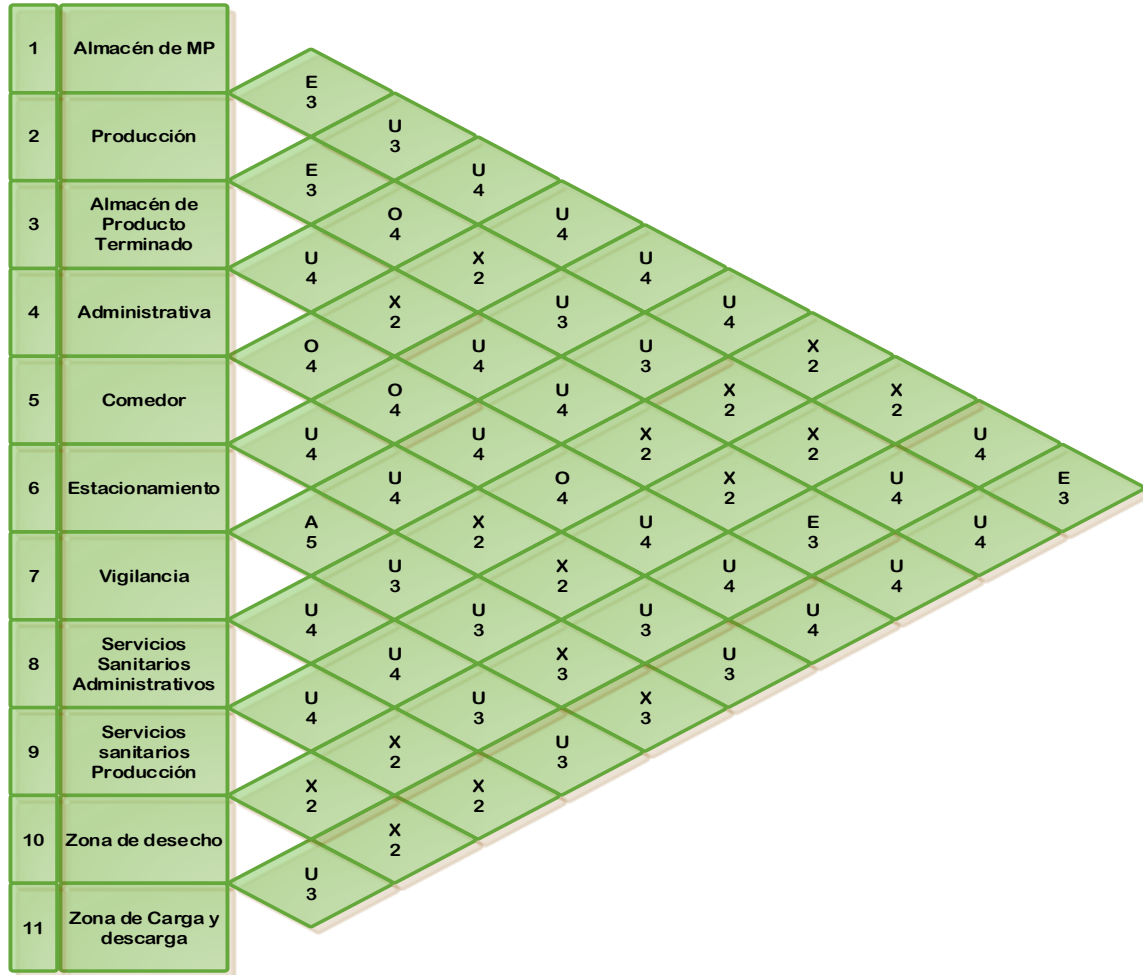 1
Almacén de MP
2
Producción
3
Almacén de
Producto
Terminado
4
Administrativa
5
Comedor
6
Estacionamiento
7
Vigilancia
8
Servicios
Sanitarios
Administrativos
9
Servicios
sanitarios
Producción
10
Zona de desecho
11
Zona de Carga y
descarga
E
3
U
3
U
4
U
4
U
4
U
4
X
2
X
2
U
4
E
3
E
3
O
4
X
2
U
3
U
3
X
2
X
2
U
4
U
4
U
4
X
2
U
4
U
4
X
2
X
2
E
3
U
4
O
4
O
4
U
4
O
4
U
4
U
4
U
4
U
4
U
4
X
2
X
2
U
3
U
3
A
5
U
3
U
3
X
3
X
3
U
4
U
4
U
3
U
3
U
4
X
2
X
2
X
2
X
2
U
3